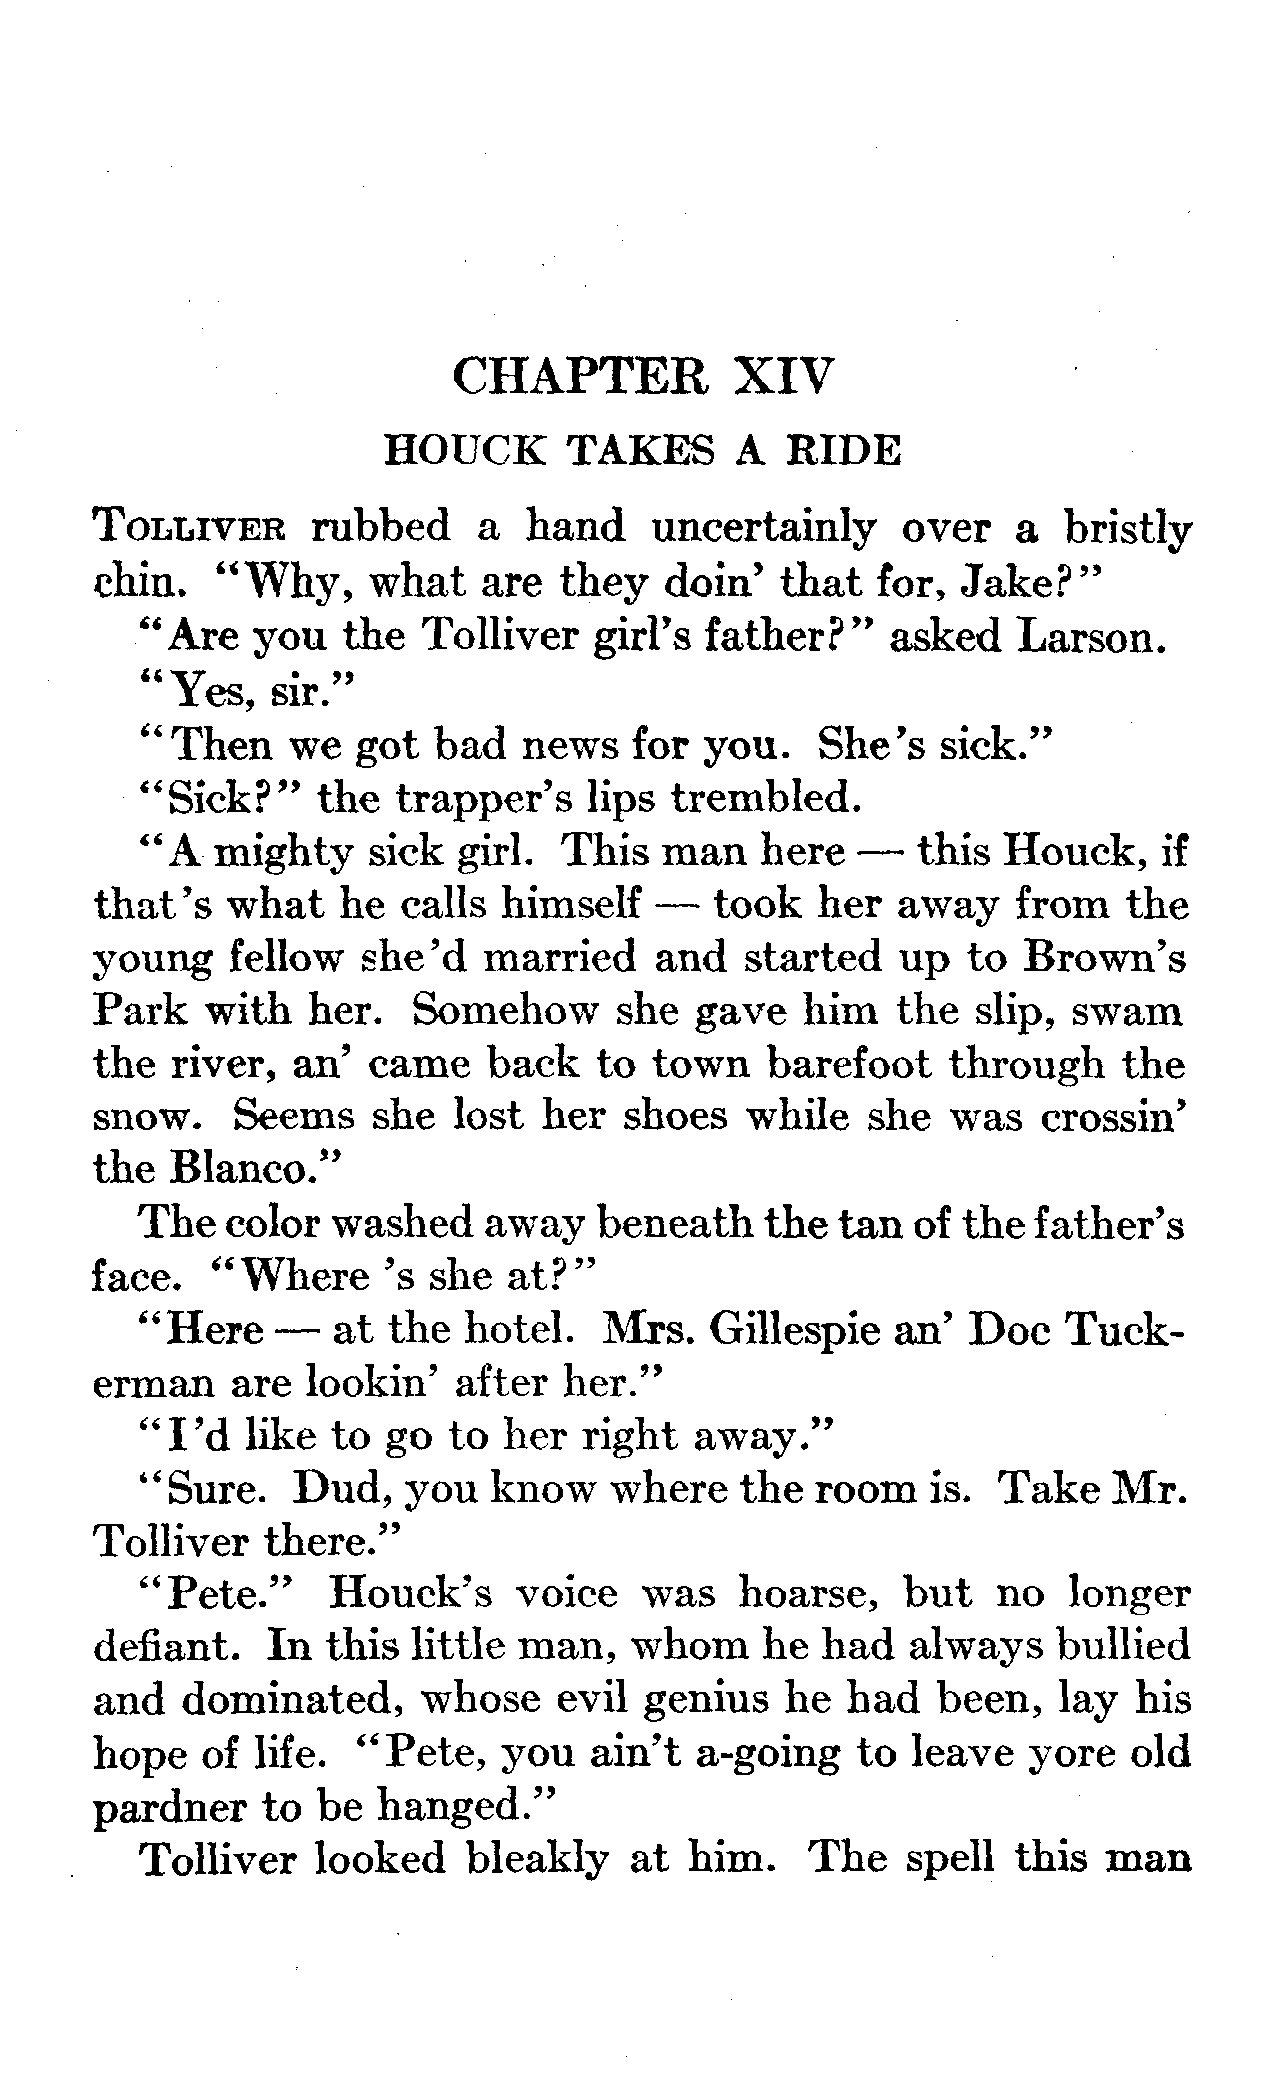 CHAPTER XIV
HOUCK TAKES A RIDE
TOLLIVER rubbed a hand uncertainly over a bristly
chin. “Why, what are they doin’ that for, Jake?”
“Are you the Tolliver girl’s father?” asked Larson.
“Yes, sir.”
“Then we got bad news for you. She’s sick.”
“Sick?” the trapper’s lips trembled.
“A mighty sick girl. This man here — this Houck, if
that’s what he calls himself — took her away from the
young fellow she’d married and started up to Brown’s
Park with her. Somehow she gave him the slip, swam
the river, an’ came back to town barefoot through the
snow. Seems she lost her shoes while she was crossin’
the Blanco.”
The color washed away beneath the tan of the father’s
face. “Where ’s she at?”
“Here — at the hotel. Mrs. Gillespie an’ Doc Tuck-
erman are lookin’ after her.”
“I’d like to go to her right away.”
“Sure. Dud, you know where the room is. Take Mr.
Tolliver there.”
“Pete.” Houck’s voice was hoarse, but no longer
defiant. In this little man, whom he had always bullied
and dominated, whose evil genius he had been, lay his
hope of life. “Pete, you ain’t a-going to leave yore old
pardner to be hanged.”
Tolliver looked bleakly at him. The spell this man